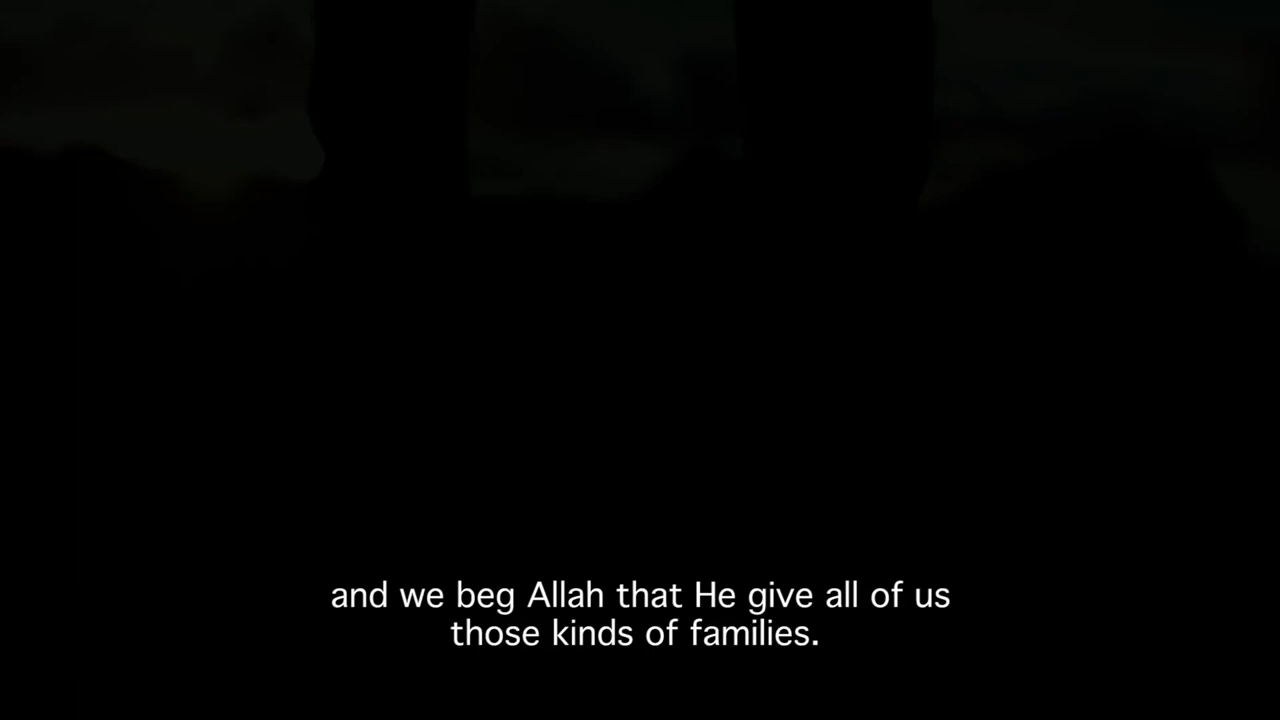 and we beg Allah that He give all of us
those kinds of families.